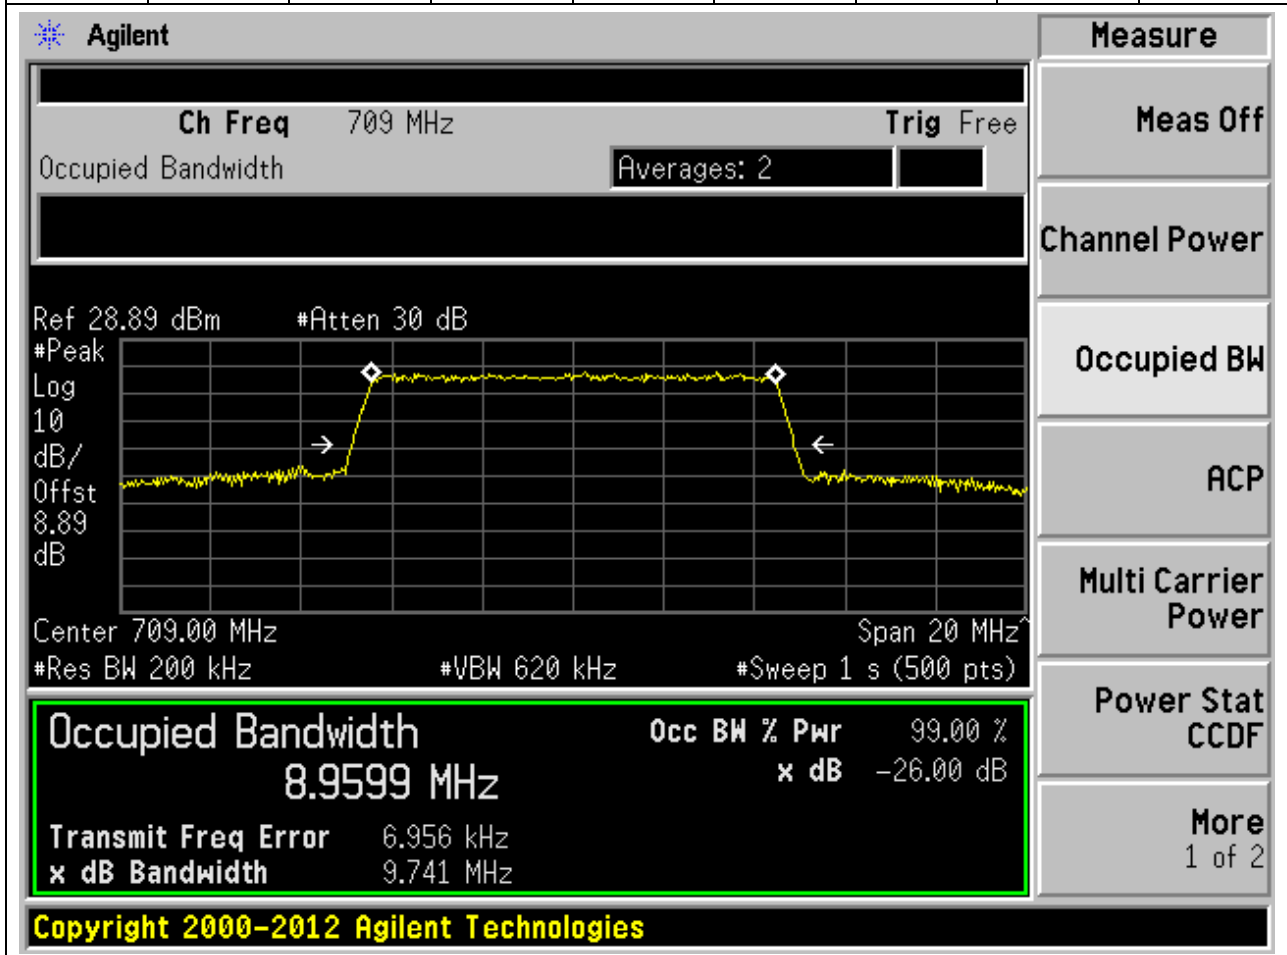 Agilent
Measure
Ch Freq 709 MHz Trig Free
Meas Off
Occupied Bandwidth Averages: 2
Channel Power
Ref 28.89 dBm #Atten 30 dB
#Peak
Log
10
dB/
Offst
8.89
dB
Occupied BW
ACP
Multi Carrier
Power
Center 709.00 MHz Span 20 MHz^
#Res BW 200 kHz #VBW 620 kHz #Sweep 1 s (500 pts)
Power Stat
CCDF
Occupied Bandwidth Occ BW % Pwr 99.00 %
8.9599 MHz x dB -26.00 dB
Transmit Freq Error 6.956 kHz
x dB Bandwidth 9.741 MHz
More
1 of 2
Copyright 2000-2012 Agilent Technologies